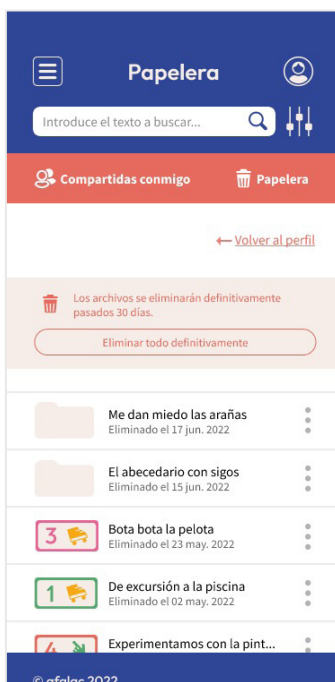 Papelera
Introduce el texto a buscar...
Compartidas conmigo
Papelera
Volver al perfil
Los archivos se eliminarán definitivamente
pasados 30 días.
Eliminar todo definitivamente
Me dan miedo las arañas
Eliminado el 17 jun. 2022
El abecedario con sigos
Eliminado el 15 jun. 2022
3
Bota bota la pelota
Eliminado el 23 may. 2022
1
De excursión a la piscina
Eliminado el 02 may. 2022
4
Experimentamos con la pint...
© afalac 2022